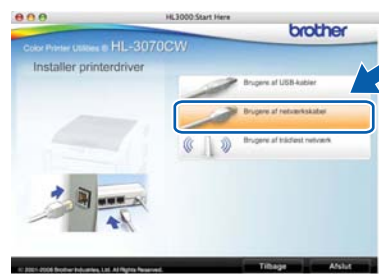 HL3000:Start Here
brother
Color Printer Utilities © HL-3070CW
Installer printerdriver
Brugere af USB-kabler
Brugere af netværkskabel
Brugere af trådløst netværk
© 2001-2008 Brother Industries, Ltd. All Rights Reserved.
Tilbage
Afslut